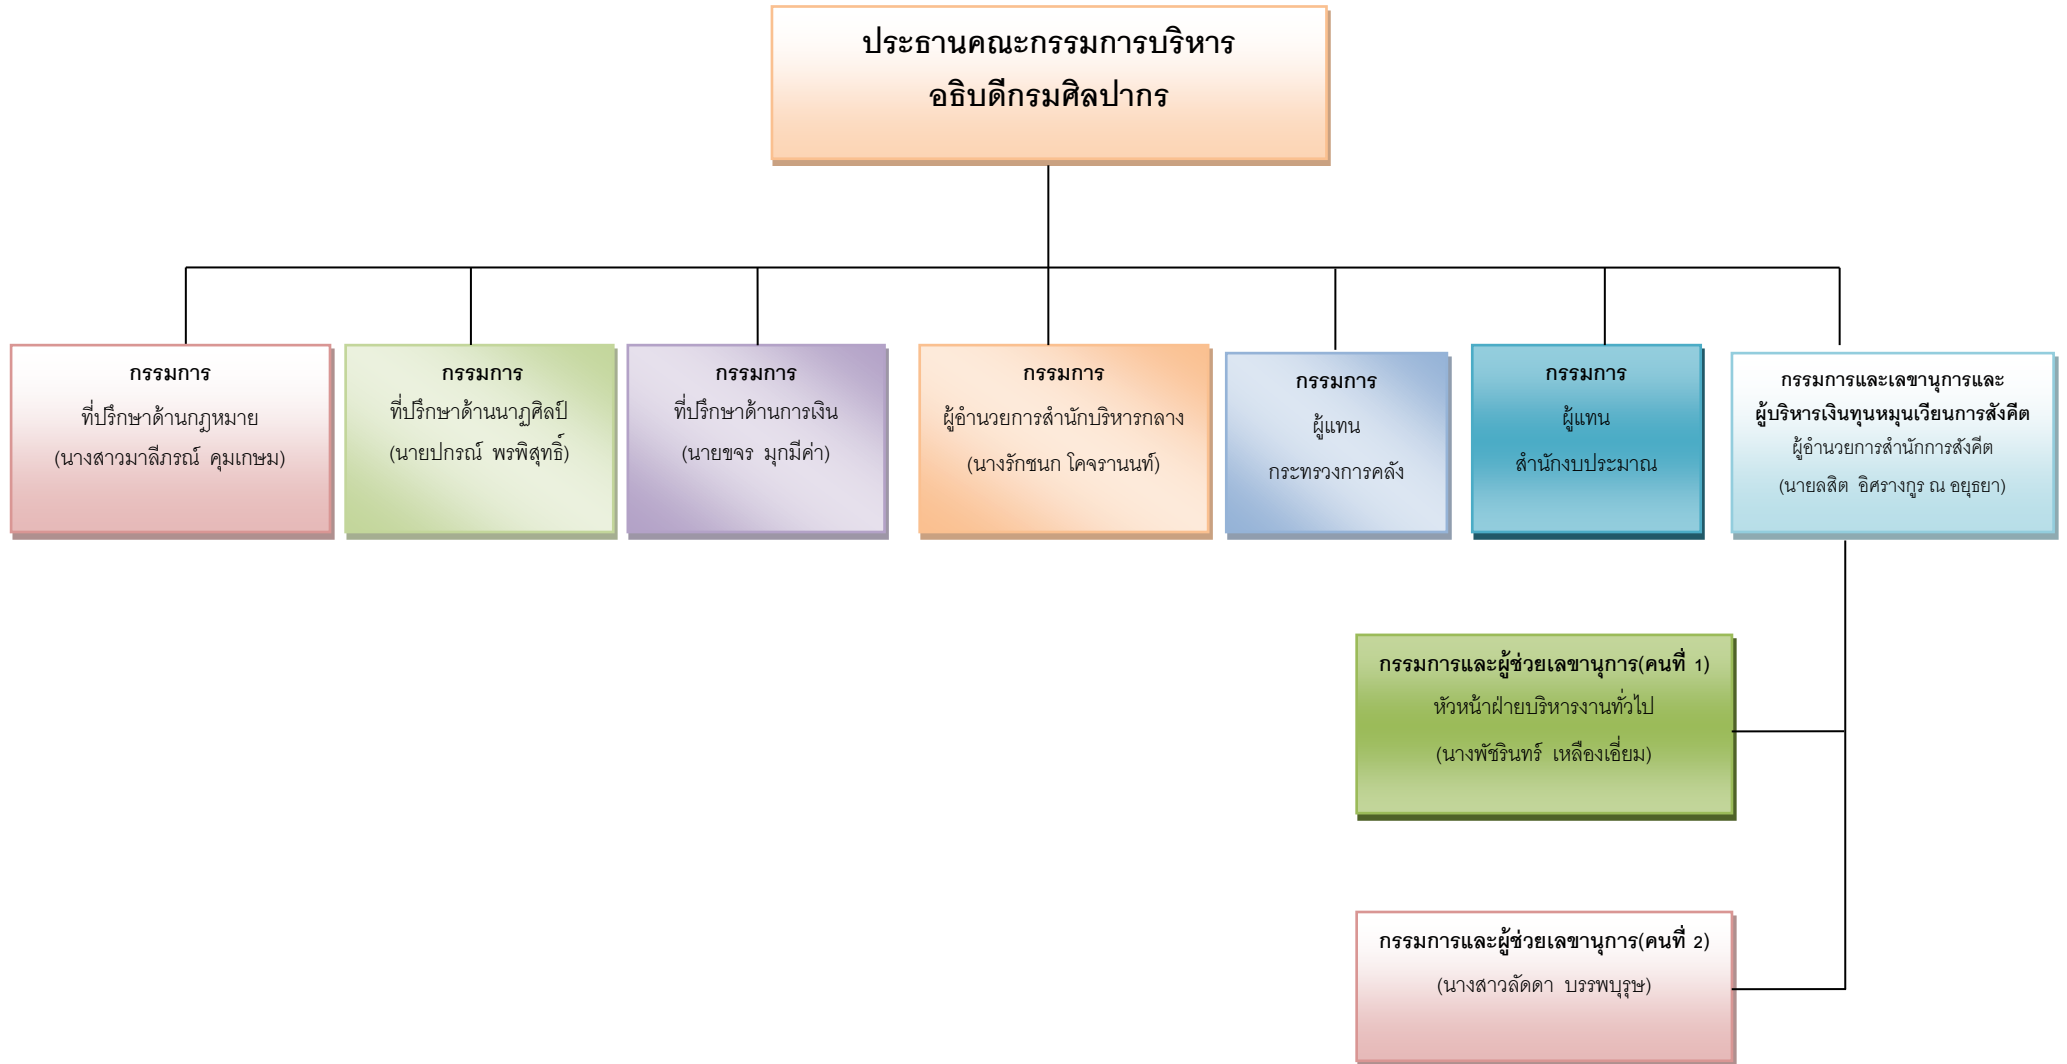 ประธานคณะกรรมการบริหาร
อธิบดีกรมศิลปากร
กรรมการ
ที่ปรึกษาด้านกฎหมาย
(นางสาวมาลีภรณ์ คุมเกษม)
กรรมการ
ที่ปรึกษาด้านนาฏศิลป์
(นายปกรณ์ พรพิสุทธิ์)
กรรมการ
ที่ปรึกษาด้านการเงิน
(นายขจร มุกมีค่า)
กรรมการ
ผู้อำนวยการสำนักบริหารกลาง
(นางรักชนก โคจรานนท์)
กรรมการ
ผู้แทน
กระทรวงการคลัง
กรรมการ
ผู้แทน
สำนักงบประมาณ
กรรมการและเลขานุการและ
ผู้บริหารเงินทุนหมุนเวียนการสังคีต
ผู้อำนวยการสำนักการสังคีต
(นายลสิต อิศรางกูร ณ อยุธยา)
กรรมการและผู้ช่วยเลขานุการ(คนที่ 1)
หัวหน้าฝ่ายบริหารงานทั่วไป
(นางพัชรินทร์ เหลืองเอี่ยม)
กรรมการและผู้ช่วยเลขานุการ(คนที่ 2)
(นางสาวลัดดา บรรพบุรุษ)